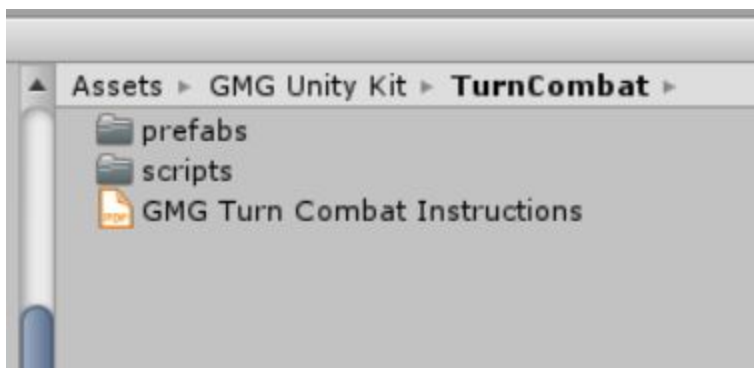 Assets ▸ GMG Unity Kit ▸ TurnCombat ▸
prefabs
scripts
GMG Turn Combat Instructions